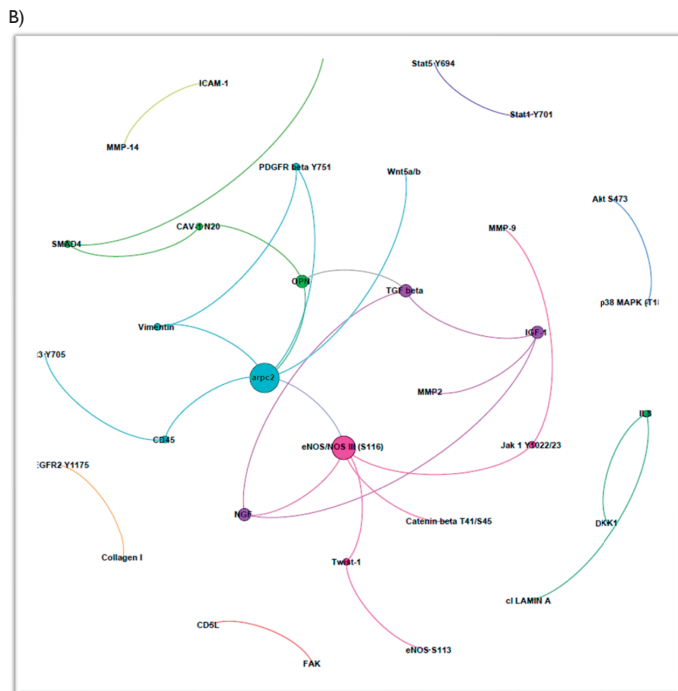 B)
Stat5 Y694
ICAM-1
Stat1 Y701
MMP-14
PDGFR beta Y751
Wnt5a/b
Akt S473
CAV-1 N20
MMP-9
SMAD4
OPN
TGF beta
p38 MAPK (T18
Vimentin
IGF-1
3 Y705
arpc2
MMP2
IL8
CD45
eNOS/NOS III (S116)
Jak 1 Y1022/23
EGFR2 Y1175
NGF
Catenin beta T41/S45
DKK1
Collagen I
Twist-1
cl LAMIN A
CD5L
eNOS S113
FAK